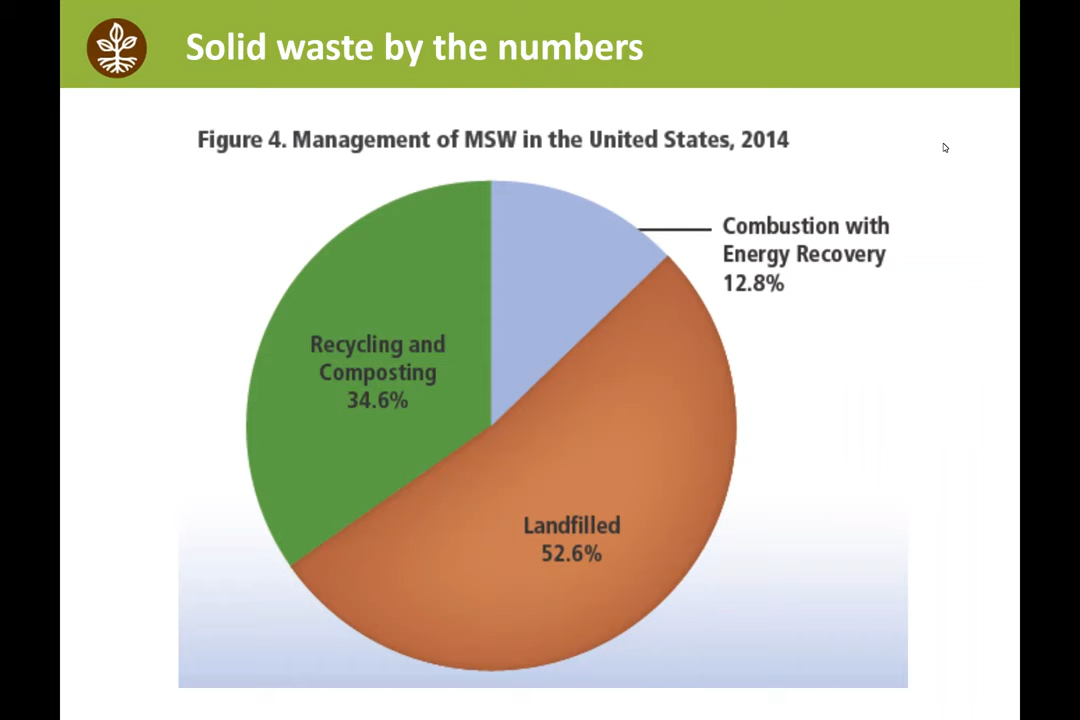 Solid waste by the numbers
Figure 4. Management of MSW in the United States, 2014
Combustion with
Energy Recovery
12.8%
Recycling and
Composting
34.6%
Landfilled
52.6%